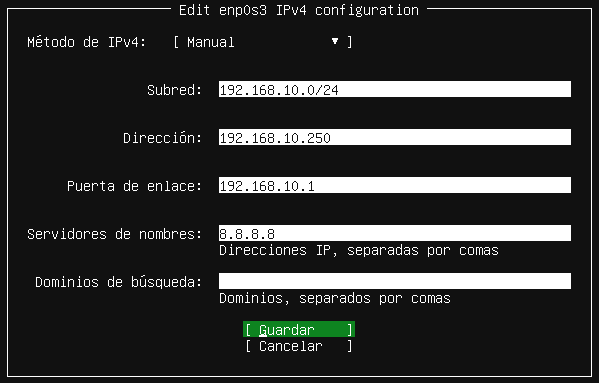 Edit enp0s3 IPv4 configuration
Método de IPv4: [ Manual ▼ ]
Subred: 192.168.10.0/24
Dirección: 192.168.10.250
Puerta de enlace: 192.168.10.1
Servidores de nombres: 8.8.8.8
Direcciones IP, separadas por comas
Dominios de búsqueda:
Dominios, separados por comas
[ Guardar ]
[ Cancelar ]